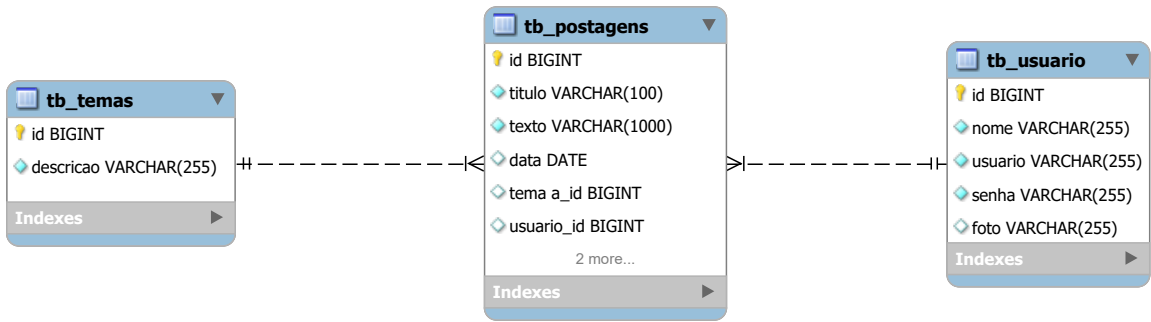 tb_temas
id BIGINT
descricao VARCHAR(255)
Indexes
tb_postagens
id BIGINT
titulo VARCHAR(100)
texto VARCHAR(1000)
data DATE
tema a_id BIGINT
usuario_id BIGINT
2 more...
Indexes
tb_usuario
id BIGINT
nome VARCHAR(255)
usuario VARCHAR(255)
senha VARCHAR(255)
foto VARCHAR(255)
Indexes